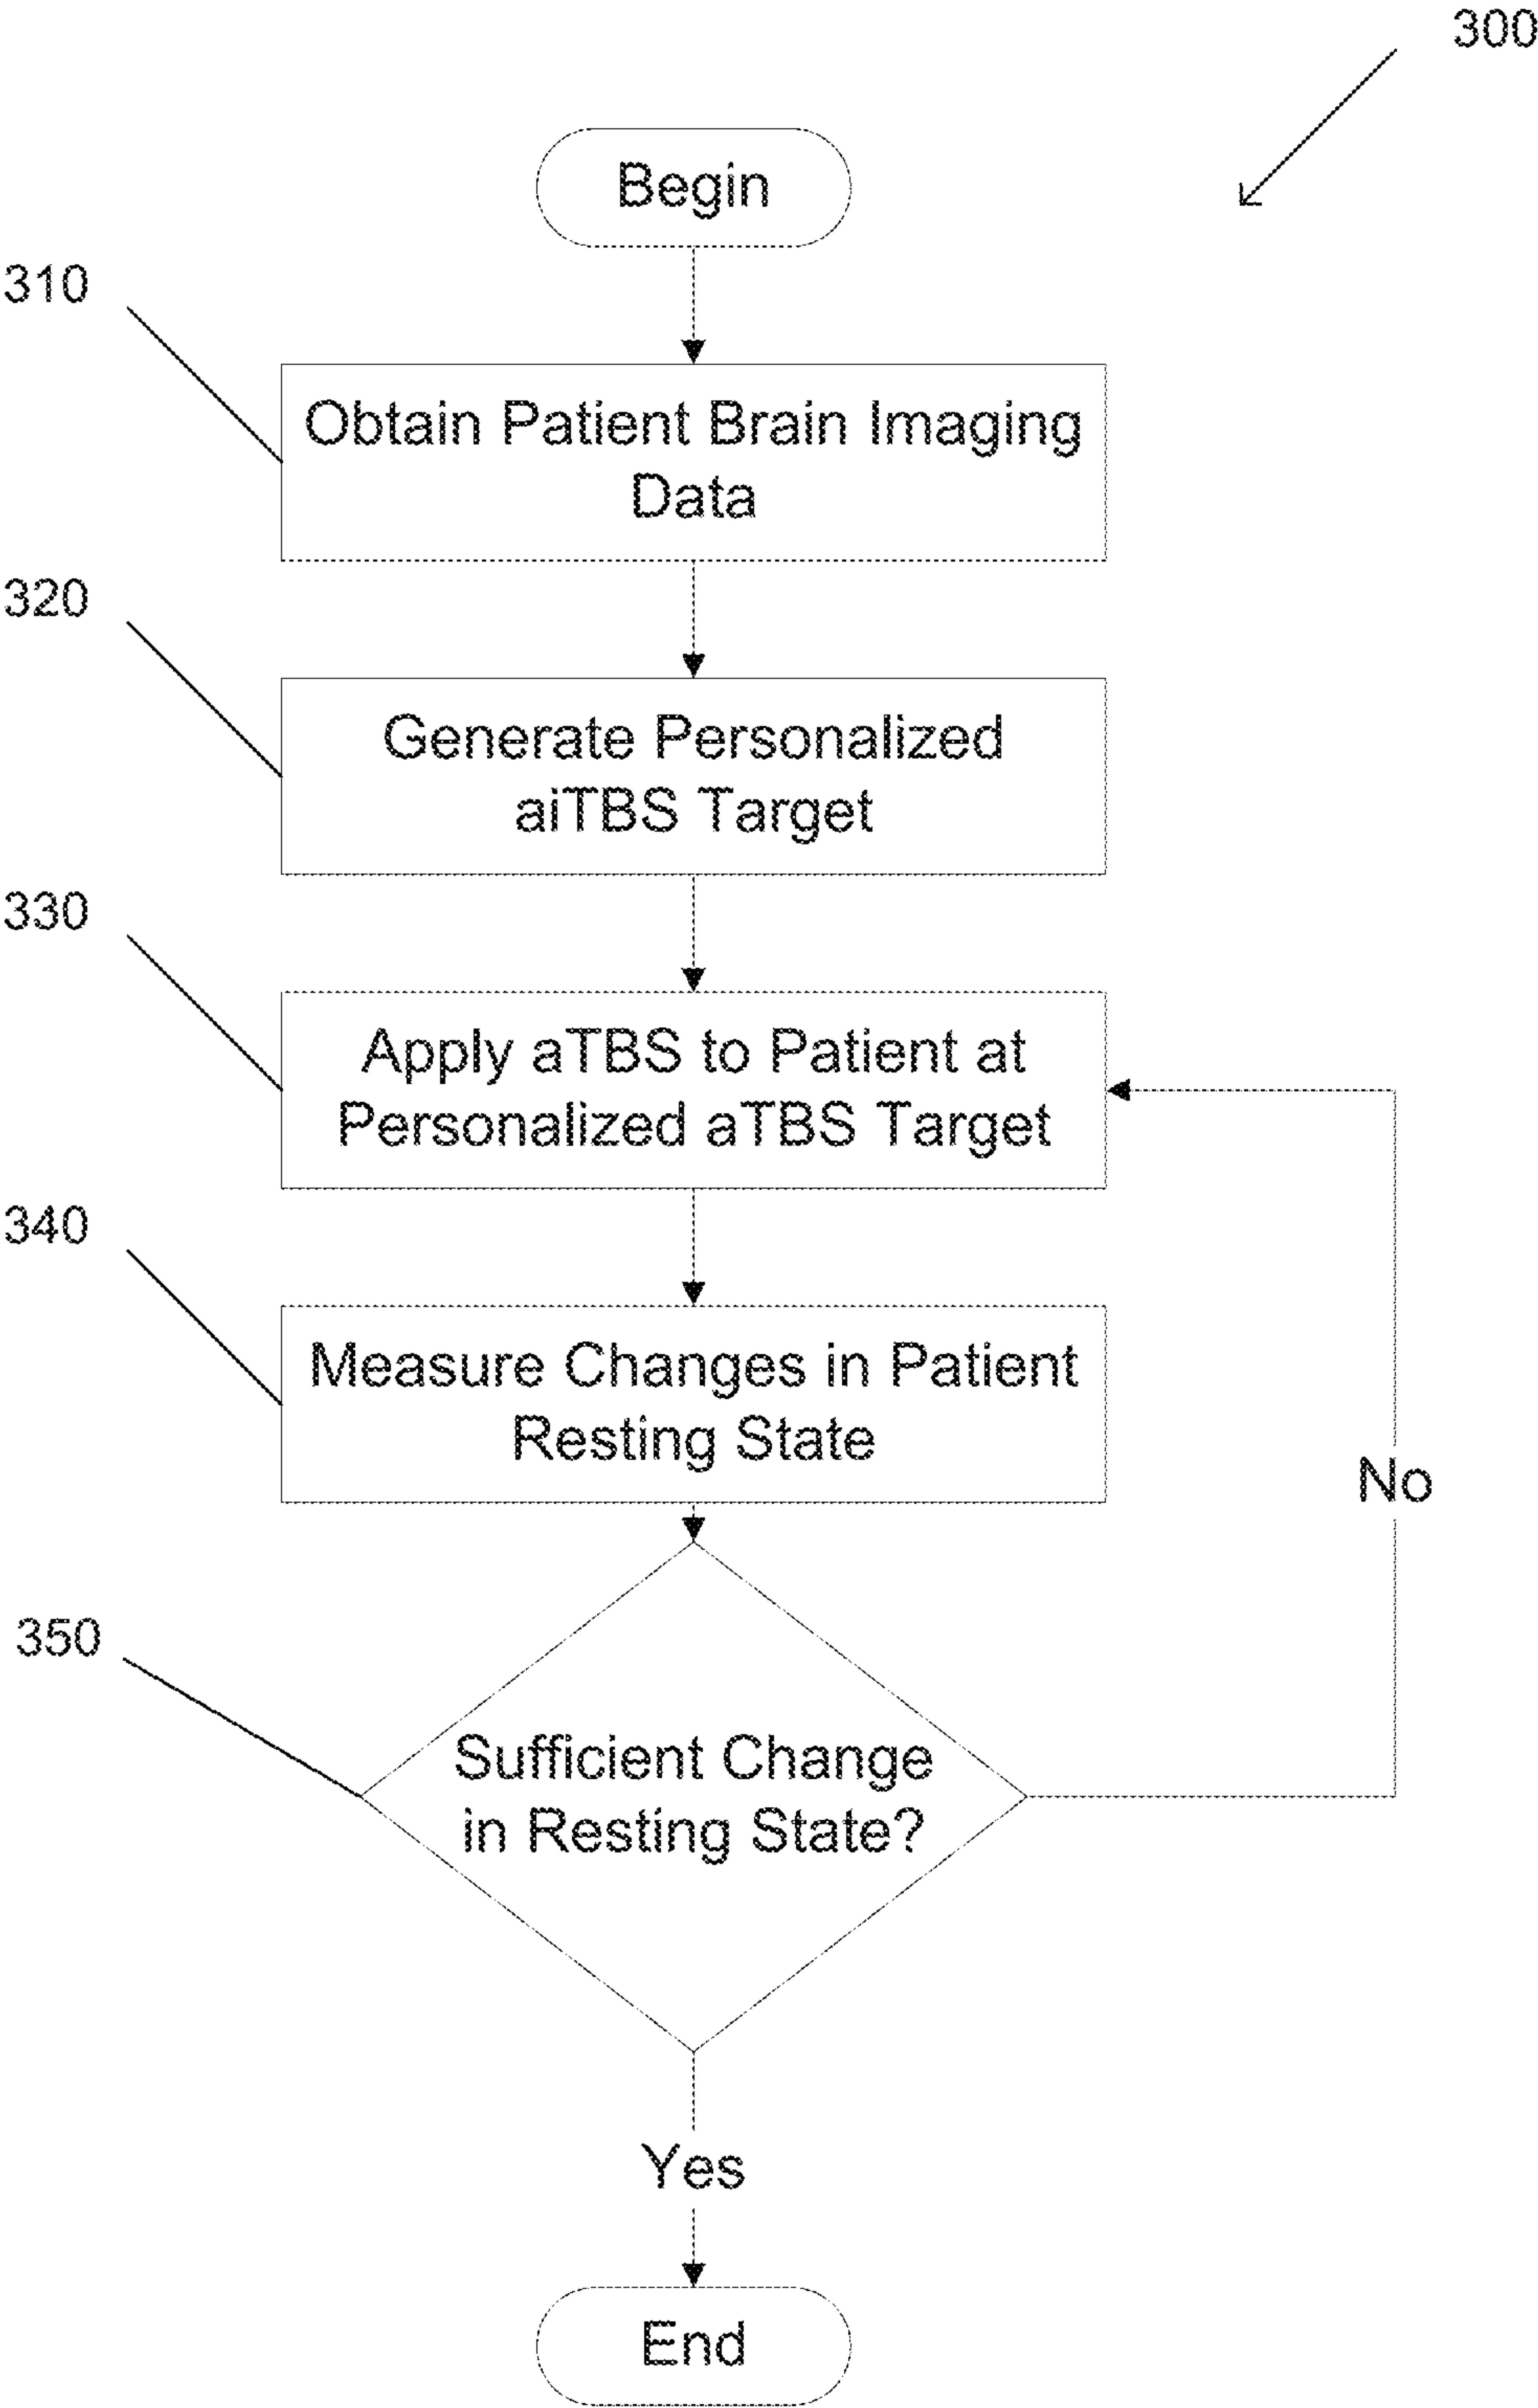 300
Begin
310
Obtain Patient Brain Imaging
Data
320
Generate Personalized
aiTBS Target
330
Apply aTBS to Patient at
Personalized aTBS Target
340
Measure Changes in Patient
Resting State
No
350
Sufficient Change
in Resting State?
Yes
End